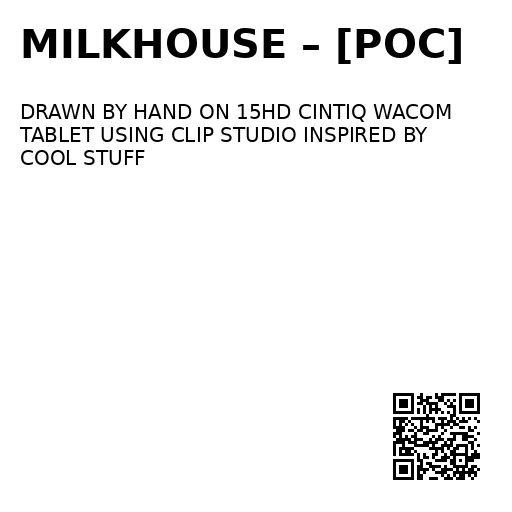 MILKHOUSE – [POC]
DRAWN BY HAND ON 15HD CINTIQ WACOM
TABLET USING CLIP STUDIO INSPIRED BY
COOL STUFF